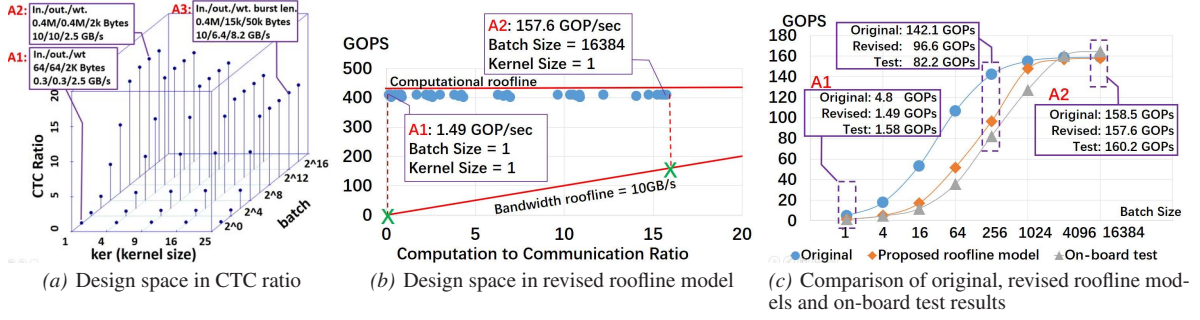 A2:
In./out./wt.
0.4M/0.4M/2k Bytes
10/10/2.5 GB/s
A3:
In./out./wt. burst len.
0.4M/15k/50k Bytes
10/6.4/8.2 GB/s
A1:
In./out./wt
64/64/2K Bytes
0.3/0.3/2.5 GB/s
20
15
10
5
0
CTC Ratio
1
4
9
16
25
ker (kernel size)
2^0
2^4
2^8
2^12
2^16
batch
(a) Design space in CTC ratio
GOPS
A2: 157.6 GOP/sec
Batch Size = 16384
Kernel Size = 1
500
400
300
200
100
0
Computational roofline
A1: 1.49 GOP/sec
Batch Size = 1
Kernel Size = 1
Bandwidth roofline = 10GB/s
0
5
10
15
20
Computation to Communication Ratio
(b) Design space in revised roofline model
GOPS
180
160
140
120
100
80
60
40
20
0
Original: 142.1 GOPs
Revised: 96.6 GOPs
Test: 82.2 GOPs
A1
Original: 4.8 GOPs
Revised: 1.49 GOPs
Test: 1.58 GOPs
A2
Original: 158.5 GOPs
Revised: 157.6 GOPs
Test: 160.2 GOPs
Batch Size
1
4
16
64
256
1024
4096
16384
Original
Proposed roofline model
On-board test
(c) Comparison of original, revised roofline mod-
els and on-board test results